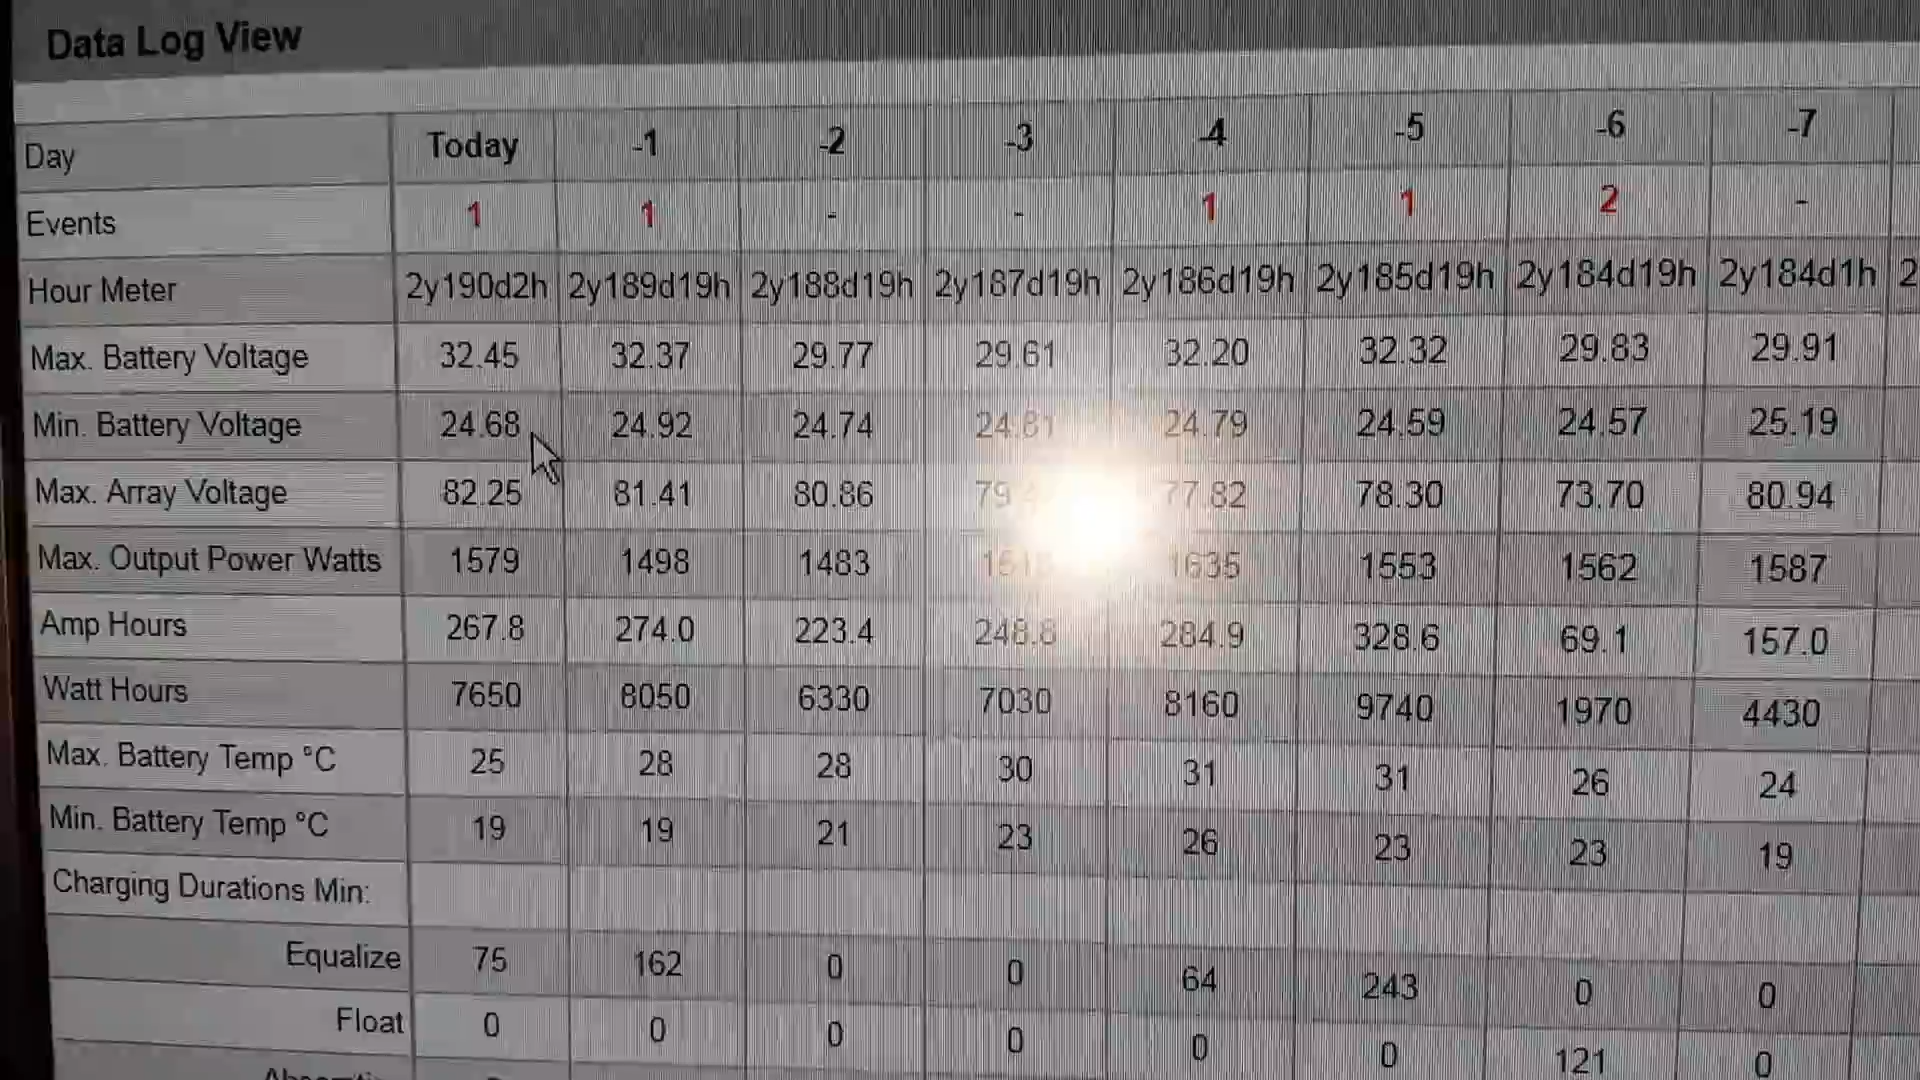 Data Log View
Day Today -1 -2 -3 -4 -5 -6 -7
Events 1 1 - - 1 1 2 -
Hour Meter 2y190d2h 2y189d19h 2y188d19h 2y187d19h 2y186d19h 2y185d19h 2y184d19h 2y184d1h 2
Max. Battery Voltage 32.45 32.37 29.77 29.61 32.20 32.32 29.83 29.91
Min. Battery Voltage 24.68 24.92 24.74 24.81 24.79 24.59 24.57 25.19
Max. Array Voltage 82.25 81.41 80.86 77.82 78.30 73.70 80.94
Max. Output Power Watts 1579 1498 1483 1635 1553 1562 1587
Amp Hours 267.8 274.0 223.4 248.8 284.9 328.6 69.1 157.0
Watt Hours 7650 8050 6330 7030 8160 9740 1970 4430
Max. Battery Temp °C 25 28 28 30 31 31 26 24
Min. Battery Temp °C 19 19 21 23 26 23 23 19
Charging Durations Min:
Equalize 75 162 0 0 64 243 0 0
Float 0 0 0 0 0 0 121 0